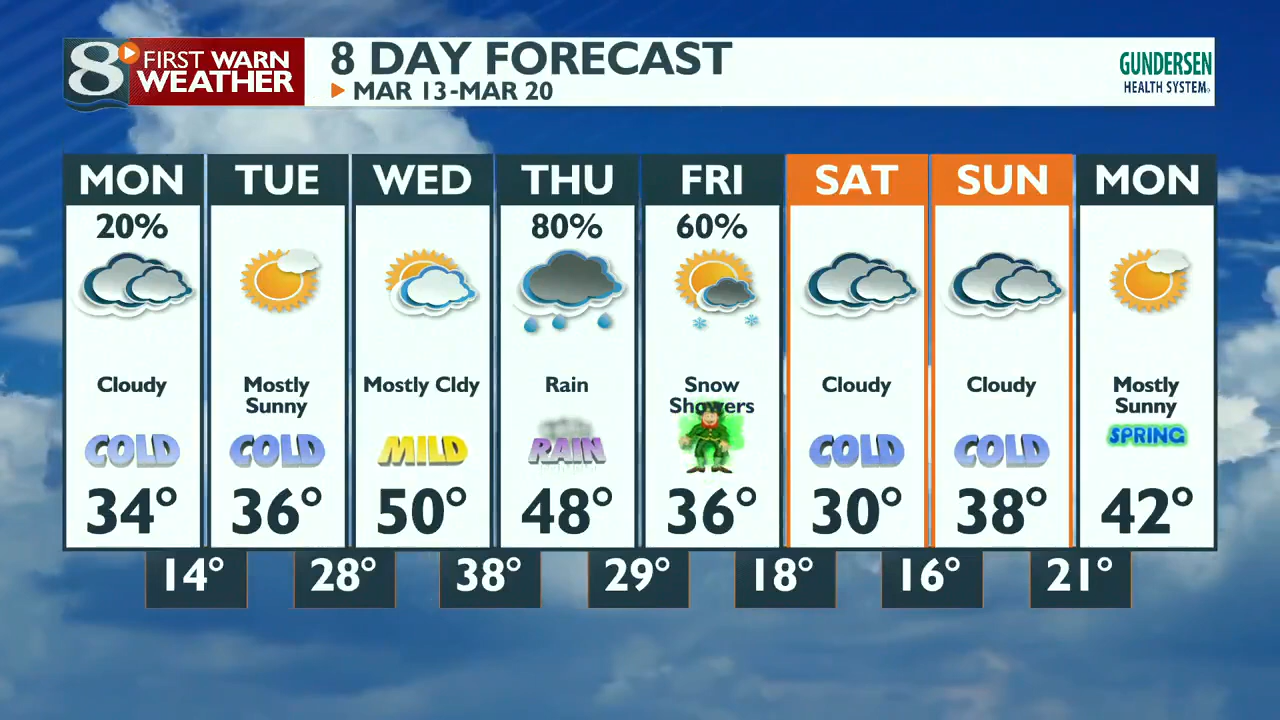 8 FIRST WARN
WEATHER
8 DAY FORECAST
MAR 13-MAR 20
GUNDERSEN
HEALTH SYSTEM
MON TUE WED THU FRI SAT SUN MON
20% 80% 60%
Cloudy Mostly Mostly Cldy Rain Snow Cloudy Cloudy Mostly
Sunny Showers Sunny
COLD COLD MILD RAIN COLD COLD SPRING
34° 36° 50° 48° 36° 30° 38° 42°
14° 28° 38° 29° 18° 16° 21°